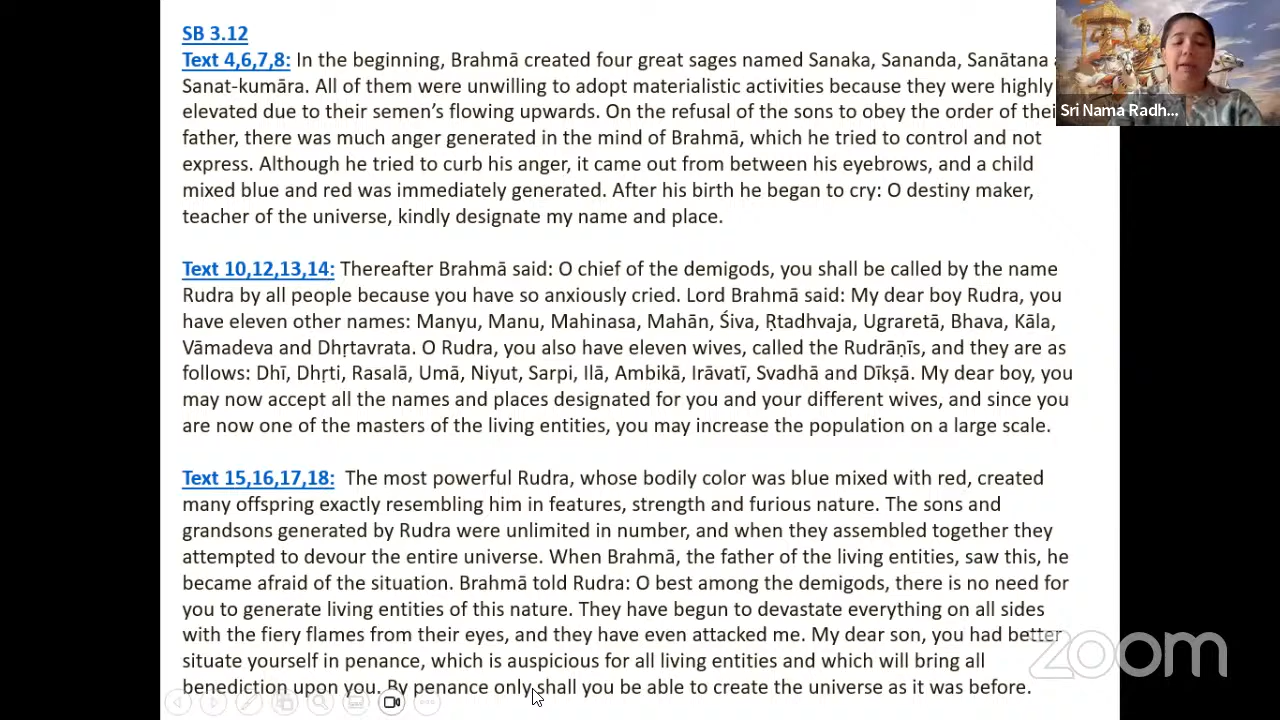 SB 3.12
Text 4,6,7,8: In the beginning, Brahmā created four great sages named Sanaka, Sananda, Sanātana
Sanat-kumāra. All of them were unwilling to adopt materialistic activities because they were highly
elevated due to their semen's flowing upwards. On the refusal of the sons to obey the order of thei
father, there was much anger generated in the mind of Brahmā, which he tried to control and not
express. Although he tried to curb his anger, it came out from between his eyebrows, and a child
mixed blue and red was immediately generated. After his birth he began to cry: O destiny maker,
teacher of the universe, kindly designate my name and place.
Text 10,12,13,14: Thereafter Brahmā said: O chief of the demigods, you shall be called by the name
Rudra by all people because you have so anxiously cried. Lord Brahmā said: My dear boy Rudra, you
have eleven other names: Manyu, Manu, Mahinasa, Mahān, Śiva, Ṛtadhvaja, Ugraretā, Bhava, Kāla,
Vāmadeva and Dhṛtavrata. O Rudra, you also have eleven wives, called the Rudrāṇīs, and they are as
follows: Dhī, Dhṛti, Rasalā, Umā, Niyut, Sarpi, Ilā, Ambikā, Irāvatī, Svadhā and Dīkṣā. My dear boy, you
may now accept all the names and places designated for you and your different wives, and since you
are now one of the masters of the living entities, you may increase the population on a large scale.
Text 15,16,17,18: The most powerful Rudra, whose bodily color was blue mixed with red, created
many offspring exactly resembling him in features, strength and furious nature. The sons and
grandsons generated by Rudra were unlimited in number, and when they assembled together they
attempted to devour the entire universe. When Brahmā, the father of the living entities, saw this, he
became afraid of the situation. Brahmā told Rudra: O best among the demigods, there is no need for
you to generate living entities of this nature. They have begun to devastate everything on all sides
with the fiery flames from their eyes, and they have even attacked me. My dear son, you had better
situate yourself in penance, which is auspicious for all living entities and which will bring all
benediction upon you. By penance only shall you be able to create the universe as it was before.
Sri Nama Radh...
zoom